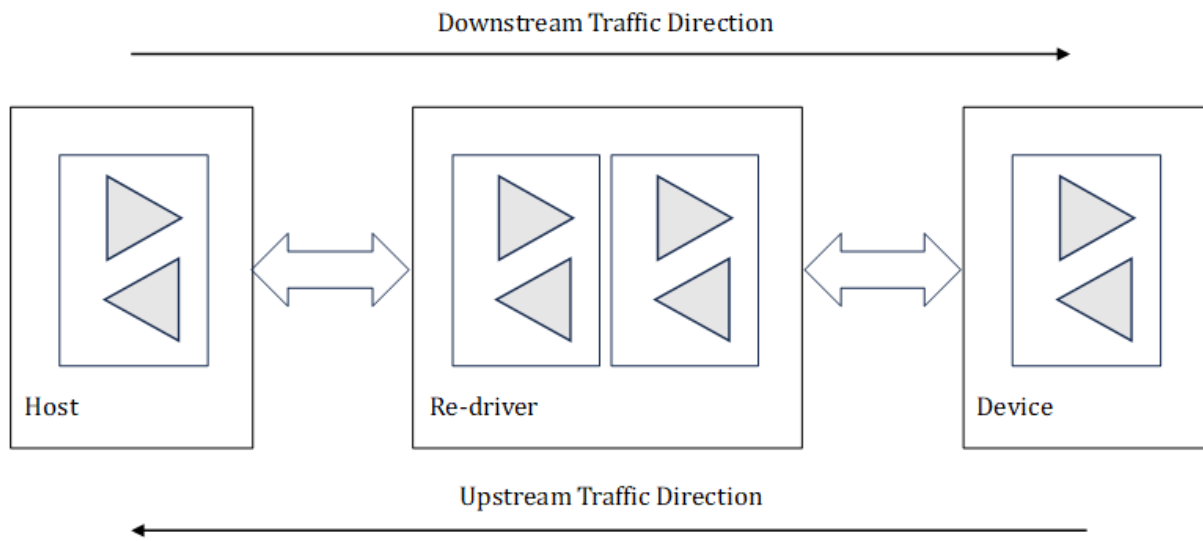 Downstream Traffic Direction
Host
Re-driver
Device
Upstream Traffic Direction